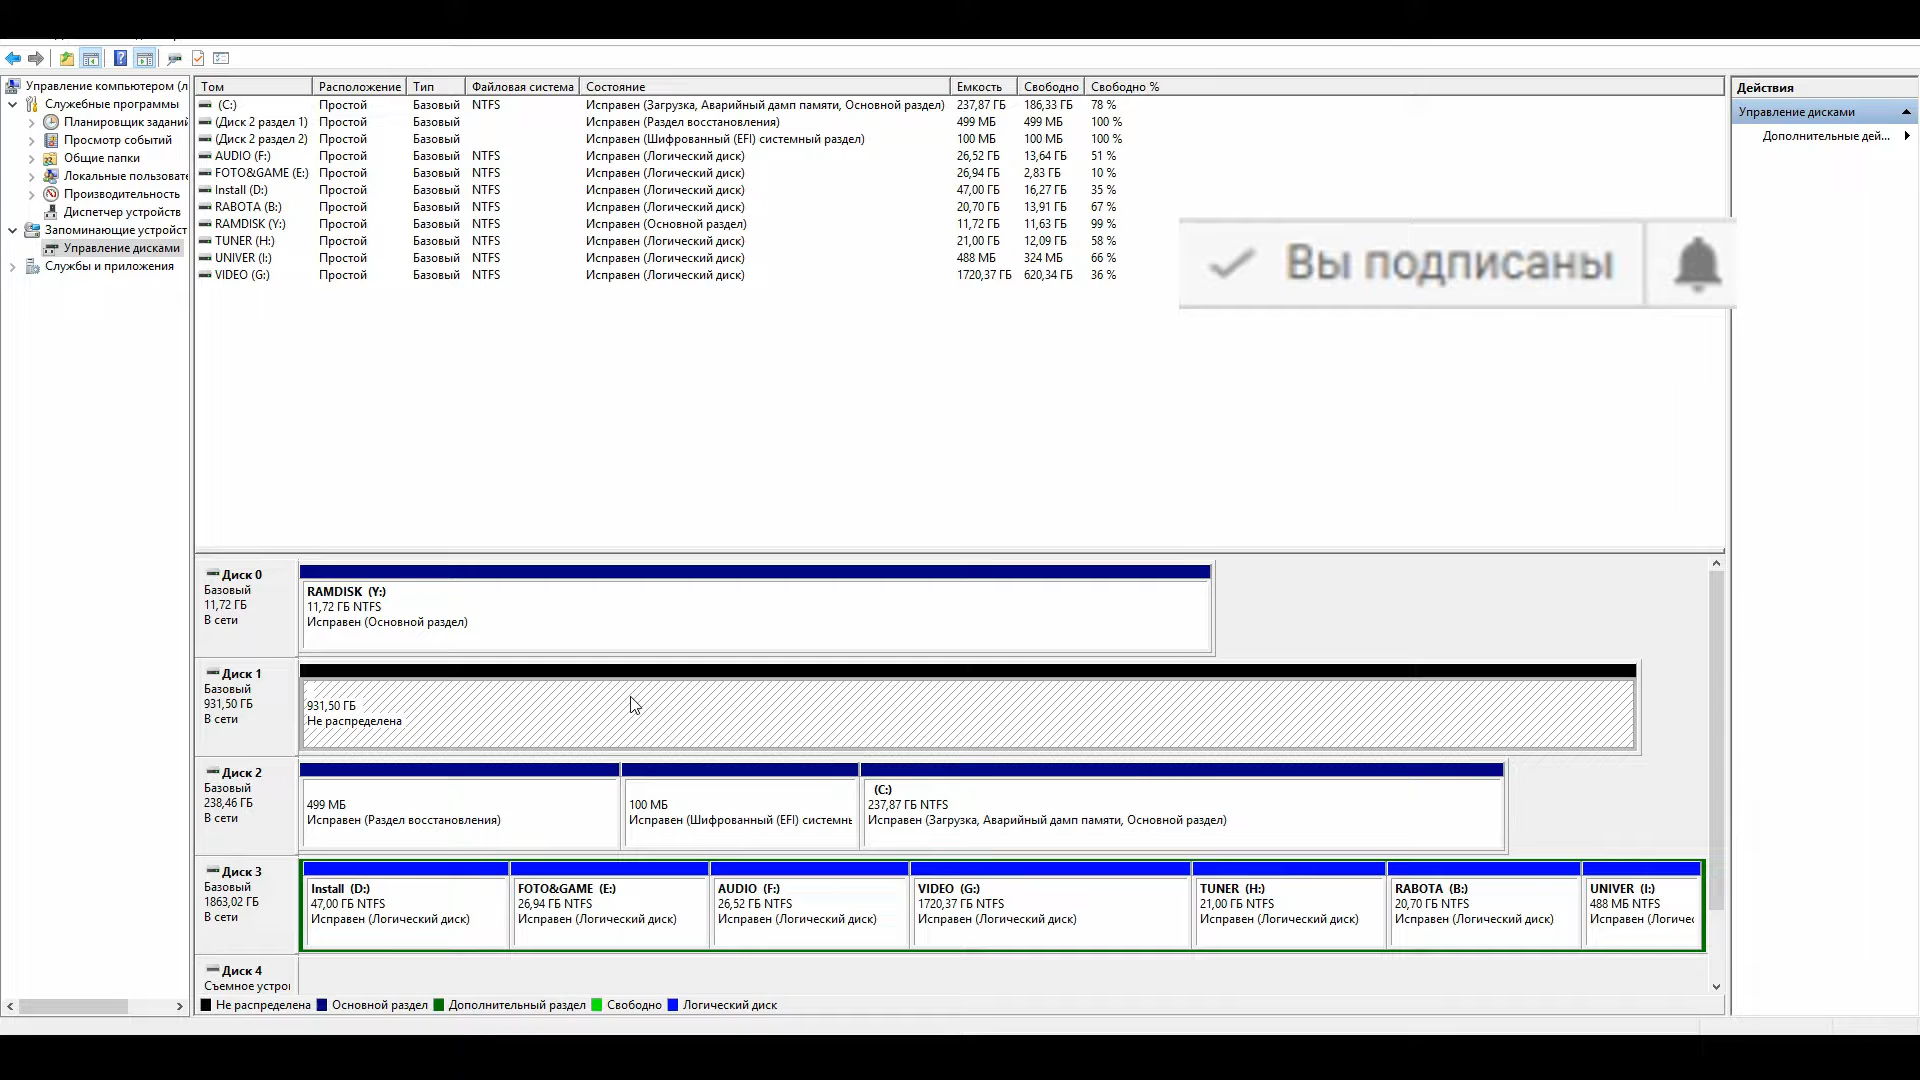 Управление компьютером (л
Служебные программы
Планировщик заданий
Просмотр событий
Общие папки
Локальные пользовате
Производительность
Диспетчер устройств
Запоминающие устройст
Управление дисками
Службы и приложения
Том Расположение Тип Файловая система Состояние Емкость Свободно Свободно %
(C:) Простой Базовый NTFS Исправен (Загрузка, Аварийный дамп памяти, Основной раздел) 237,87 ГБ 186,33 ГБ 78 %
(Диск 2 раздел 1) Простой Базовый Исправен (Раздел восстановления) 499 МБ 499 МБ 100 %
(Диск 2 раздел 2) Простой Базовый Исправен (Шифрованный (EFI) системный раздел) 100 МБ 100 МБ 100 %
AUDIO (F:) Простой Базовый NTFS Исправен (Логический диск) 26,52 ГБ 13,64 ГБ 51 %
FOTO&GAME (E:) Простой Базовый NTFS Исправен (Логический диск) 26,94 ГБ 2,83 ГБ 10 %
Install (D:) Простой Базовый NTFS Исправен (Логический диск) 47,00 ГБ 16,27 ГБ 35 %
RABOTA (B:) Простой Базовый NTFS Исправен (Логический диск) 20,70 ГБ 13,91 ГБ 67 %
RAMDISK (Y:) Простой Базовый NTFS Исправен (Основной раздел) 11,72 ГБ 11,63 ГБ 99 %
TUNER (H:) Простой Базовый NTFS Исправен (Логический диск) 21,00 ГБ 12,09 ГБ 58 %
UNIVER (I:) Простой Базовый NTFS Исправен (Логический диск) 488 МБ 324 МБ 66 %
VIDEO (G:) Простой Базовый NTFS Исправен (Логический диск) 1720,37 ГБ 620,34 ГБ 36 %
Вы подписаны
Действия
Управление дисками
Дополнительные дей...
Диск 0
Базовый
11,72 ГБ
В сети
RAMDISK (Y:)
11,72 ГБ NTFS
Исправен (Основной раздел)
Диск 1
Базовый
931,50 ГБ
В сети
931,50 ГБ
Не распределена
Диск 2
Базовый
238,46 ГБ
В сети
499 МБ
Исправен (Раздел восстановления)
100 МБ
Исправен (Шифрованный (EFI) системн
(C:)
237,87 ГБ NTFS
Исправен (Загрузка, Аварийный дамп памяти, Основной раздел)
Диск 3
Базовый
1863,02 ГБ
В сети
Install (D:)
47,00 ГБ NTFS
Исправен (Логический диск)
FOTO&GAME (E:)
26,94 ГБ NTFS
Исправен (Логический диск)
AUDIO (F:)
26,52 ГБ NTFS
Исправен (Логический диск)
VIDEO (G:)
1720,37 ГБ NTFS
Исправен (Логический диск)
TUNER (H:)
21,00 ГБ NTFS
Исправен (Логический диск)
RABOTA (B:)
20,70 ГБ NTFS
Исправен (Логический диск)
UNIVER (I:)
488 МБ NTFS
Исправен (Логичес
Диск 4
Съемное устрой
Не распределена Основной раздел Дополнительный раздел Свободно Логический диск